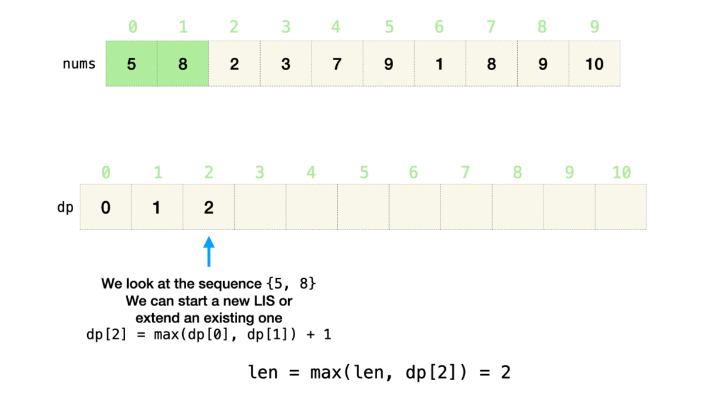 0 1 2 3 4 5 6 7 8 9
nums 5 8 2 3 7 9 1 8 9 10
0 1 2 3 4 5 6 7 8 9 10
dp 0 1 2
We look at the sequence {5, 8}
We can start a new LIS or
extend an existing one
dp[2] = max(dp[0], dp[1]) + 1
len = max(len, dp[2]) = 2